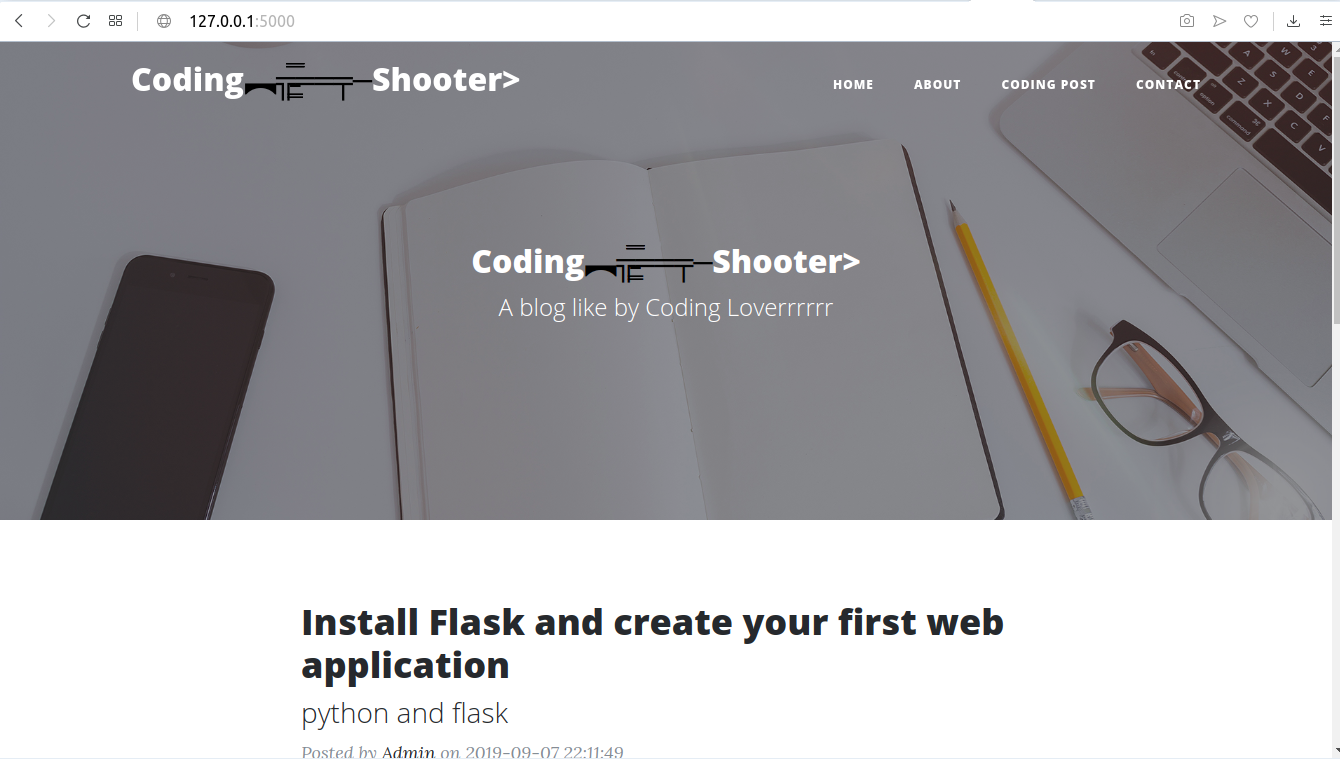 127.0.0.1:5000
Coding Shooter>
HOME ABOUT CODING POST CONTACT
Coding Shooter>
A blog like by Coding Loverrrrrr
Install Flask and create your first web
application
python and flask
Posted by Admin on 2019-09-07 22:11:49